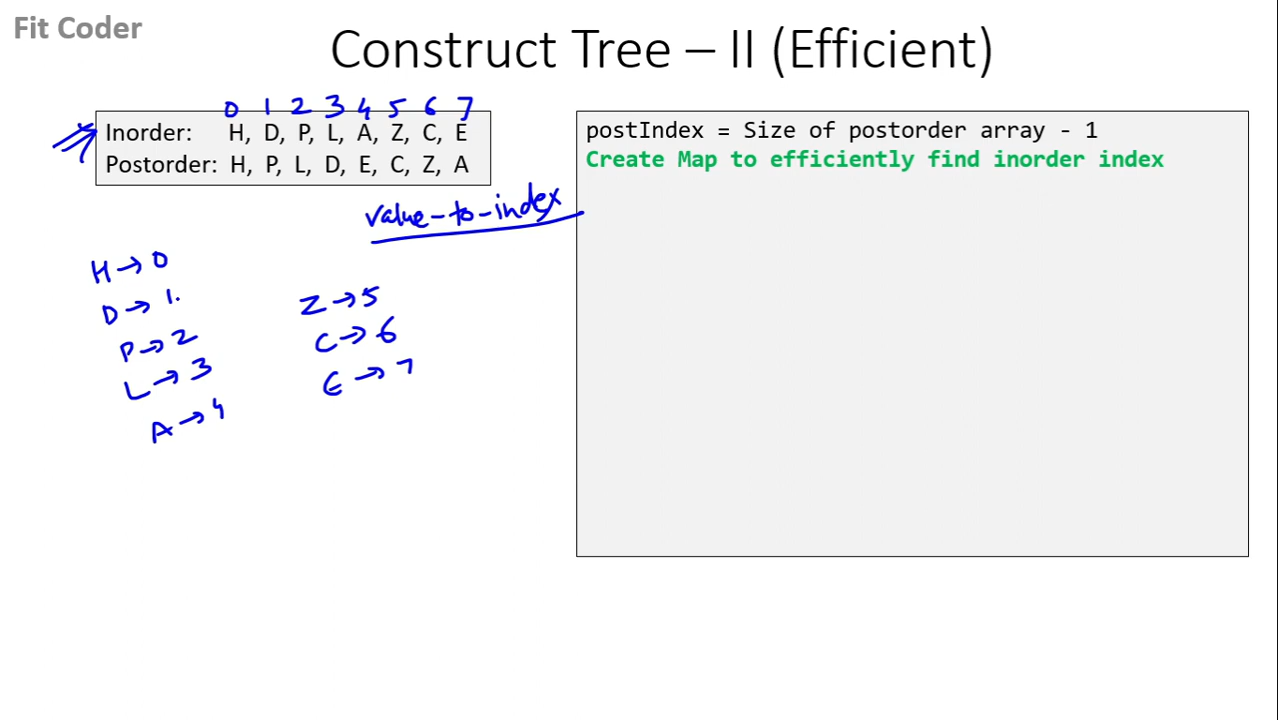 Fit Coder
Construct Tree – II (Efficient)
0 1 2 3 4 5 6 7
Inorder: H, D, P, L, A, Z, C, E
Postorder: H, P, L, D, E, C, Z, A
postIndex = Size of postorder array - 1
Create Map to efficiently find inorder index
value-to-index
H→0
D→1.
P→2
L→3
A→4
Z→5
C→6
E→7